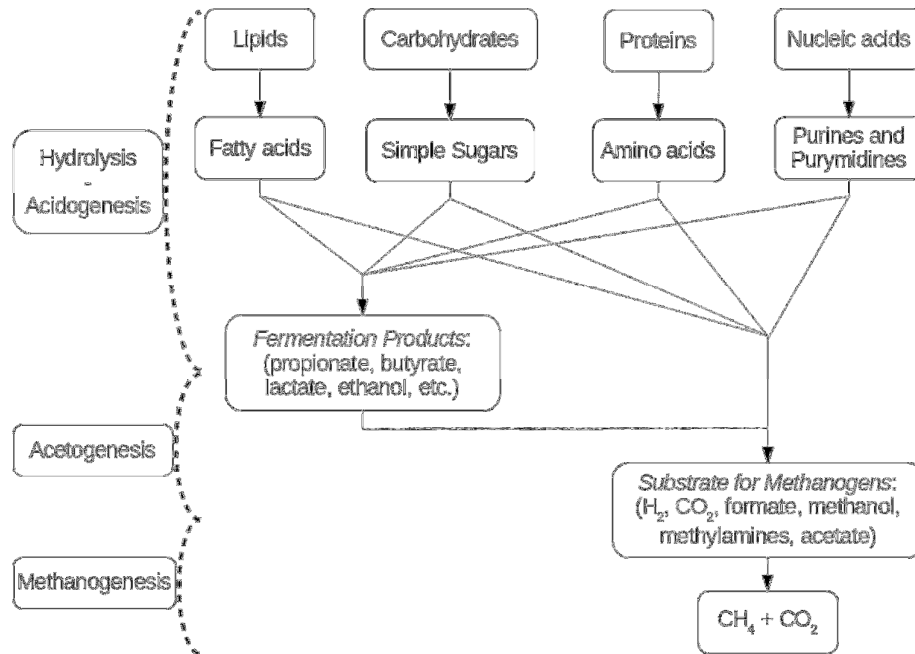 Lipids
Carbohydrates
Proteins
Nucleic acids
Hydrolysis
-
Acidogenesis
Fatty acids
Simple Sugars
Amino acids
Purines and
Purymidines
Fermentation Products:
(propionate, butyrate,
lactate, ethanol, etc.)
Acetogenesis
Substrate for Methanogens:
(H₂, CO₂, formate, methanol,
methylamines, acetate)
Methanogenesis
CH₄ + CO₂